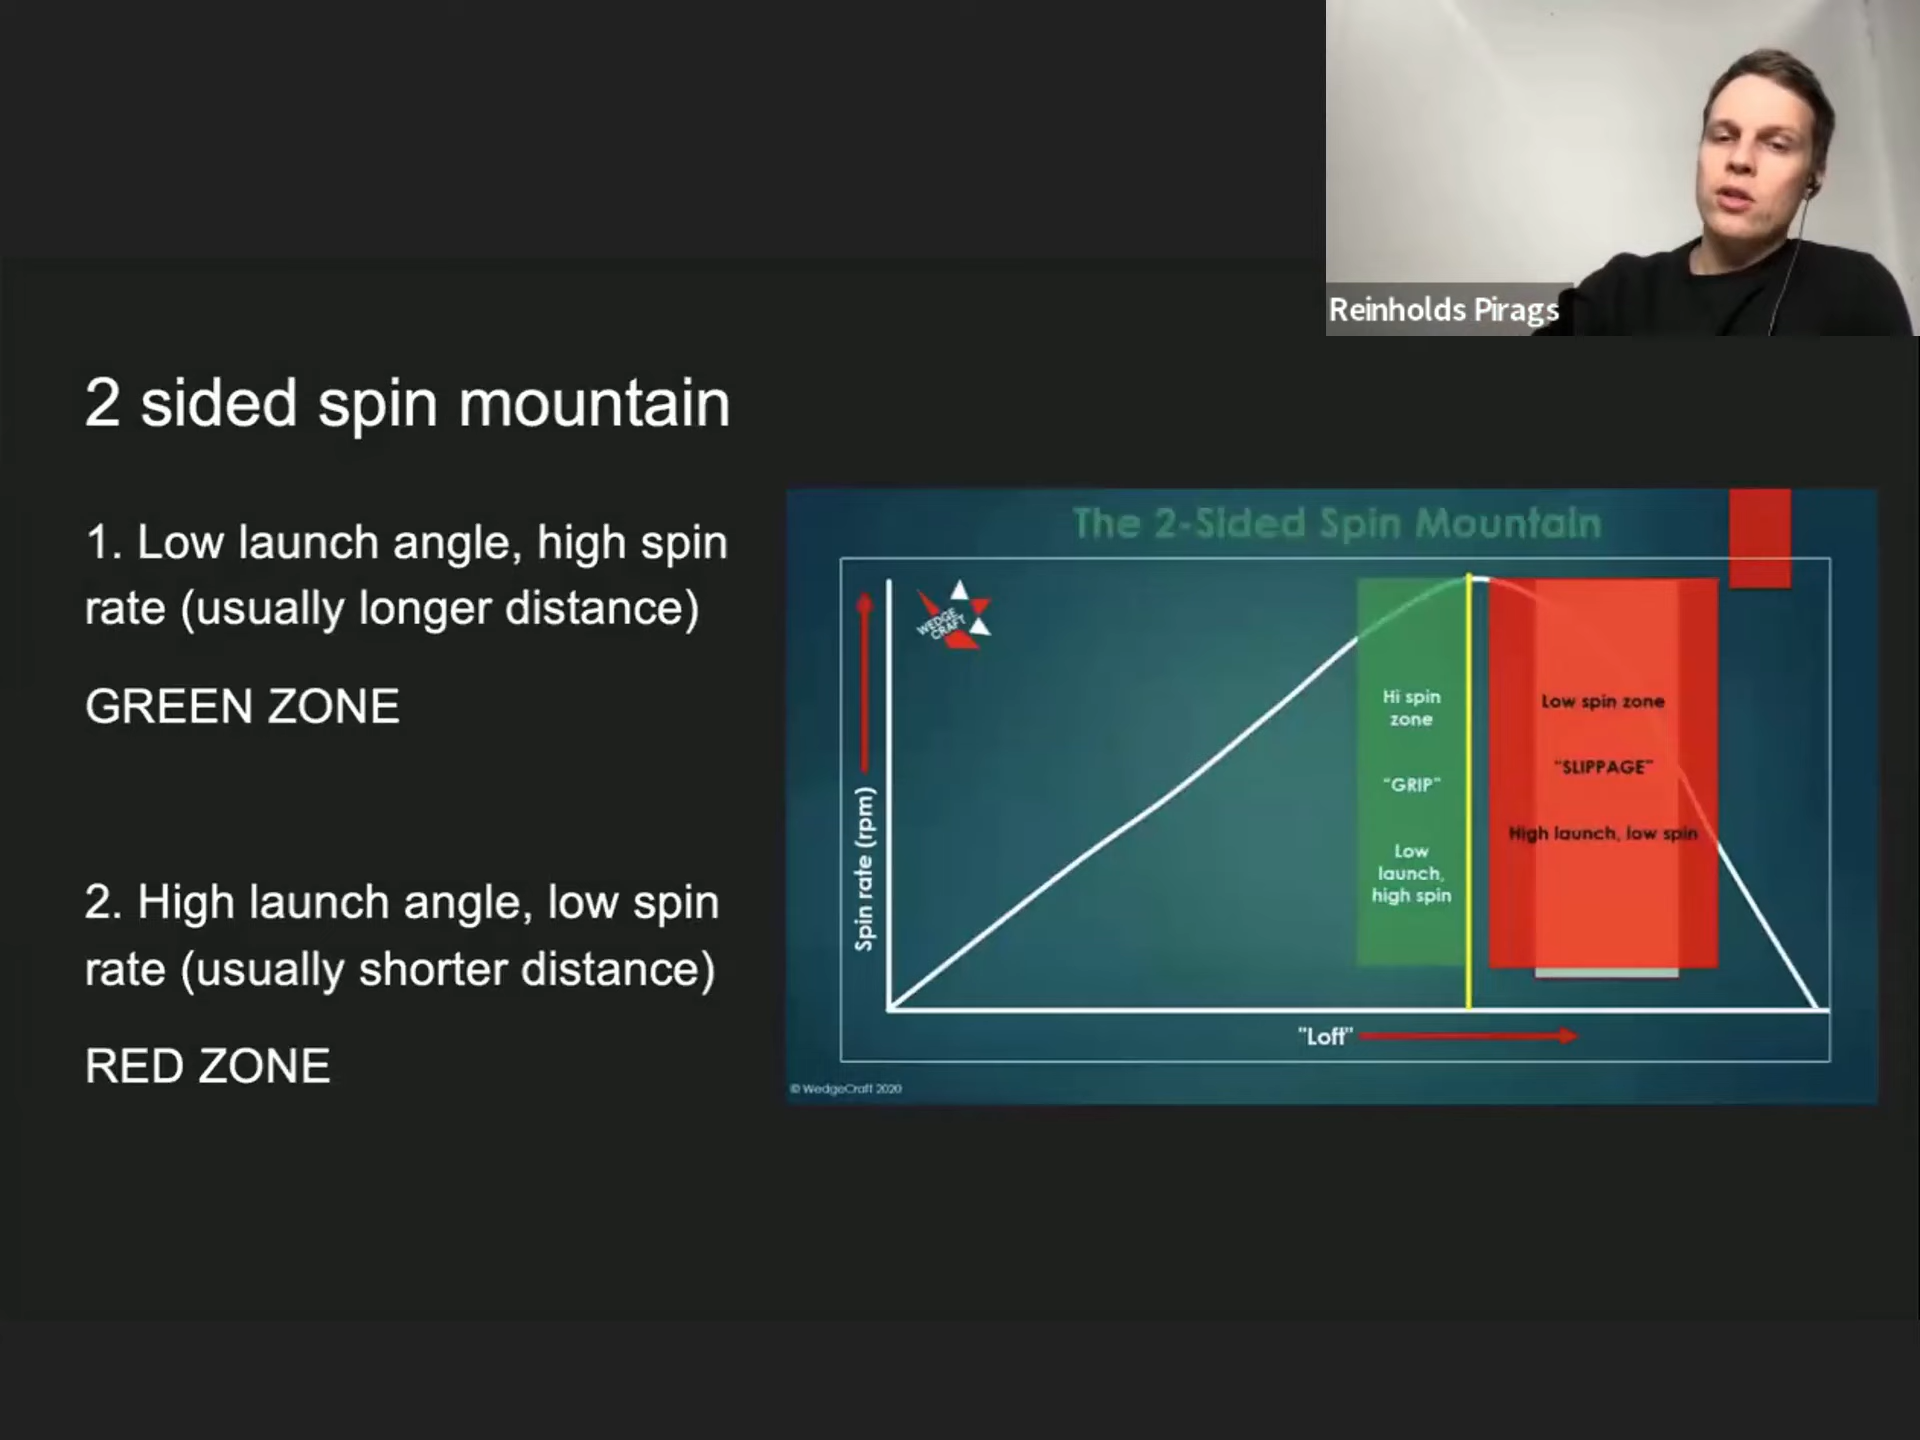 Reinholds Pirags
2 sided spin mountain
1. Low launch angle, high spin
rate (usually longer distance)
GREEN ZONE
2. High launch angle, low spin
rate (usually shorter distance)
RED ZONE
The 2-Sided Spin Mountain
WEDGE
CRAFT
Spin rate (rpm)
Hi spin
zone
"GRIP"
Low
launch,
high spin
Low spin zone
"SLIPPAGE"
High launch, low spin
"Loft"
© WedgeCraft 2020